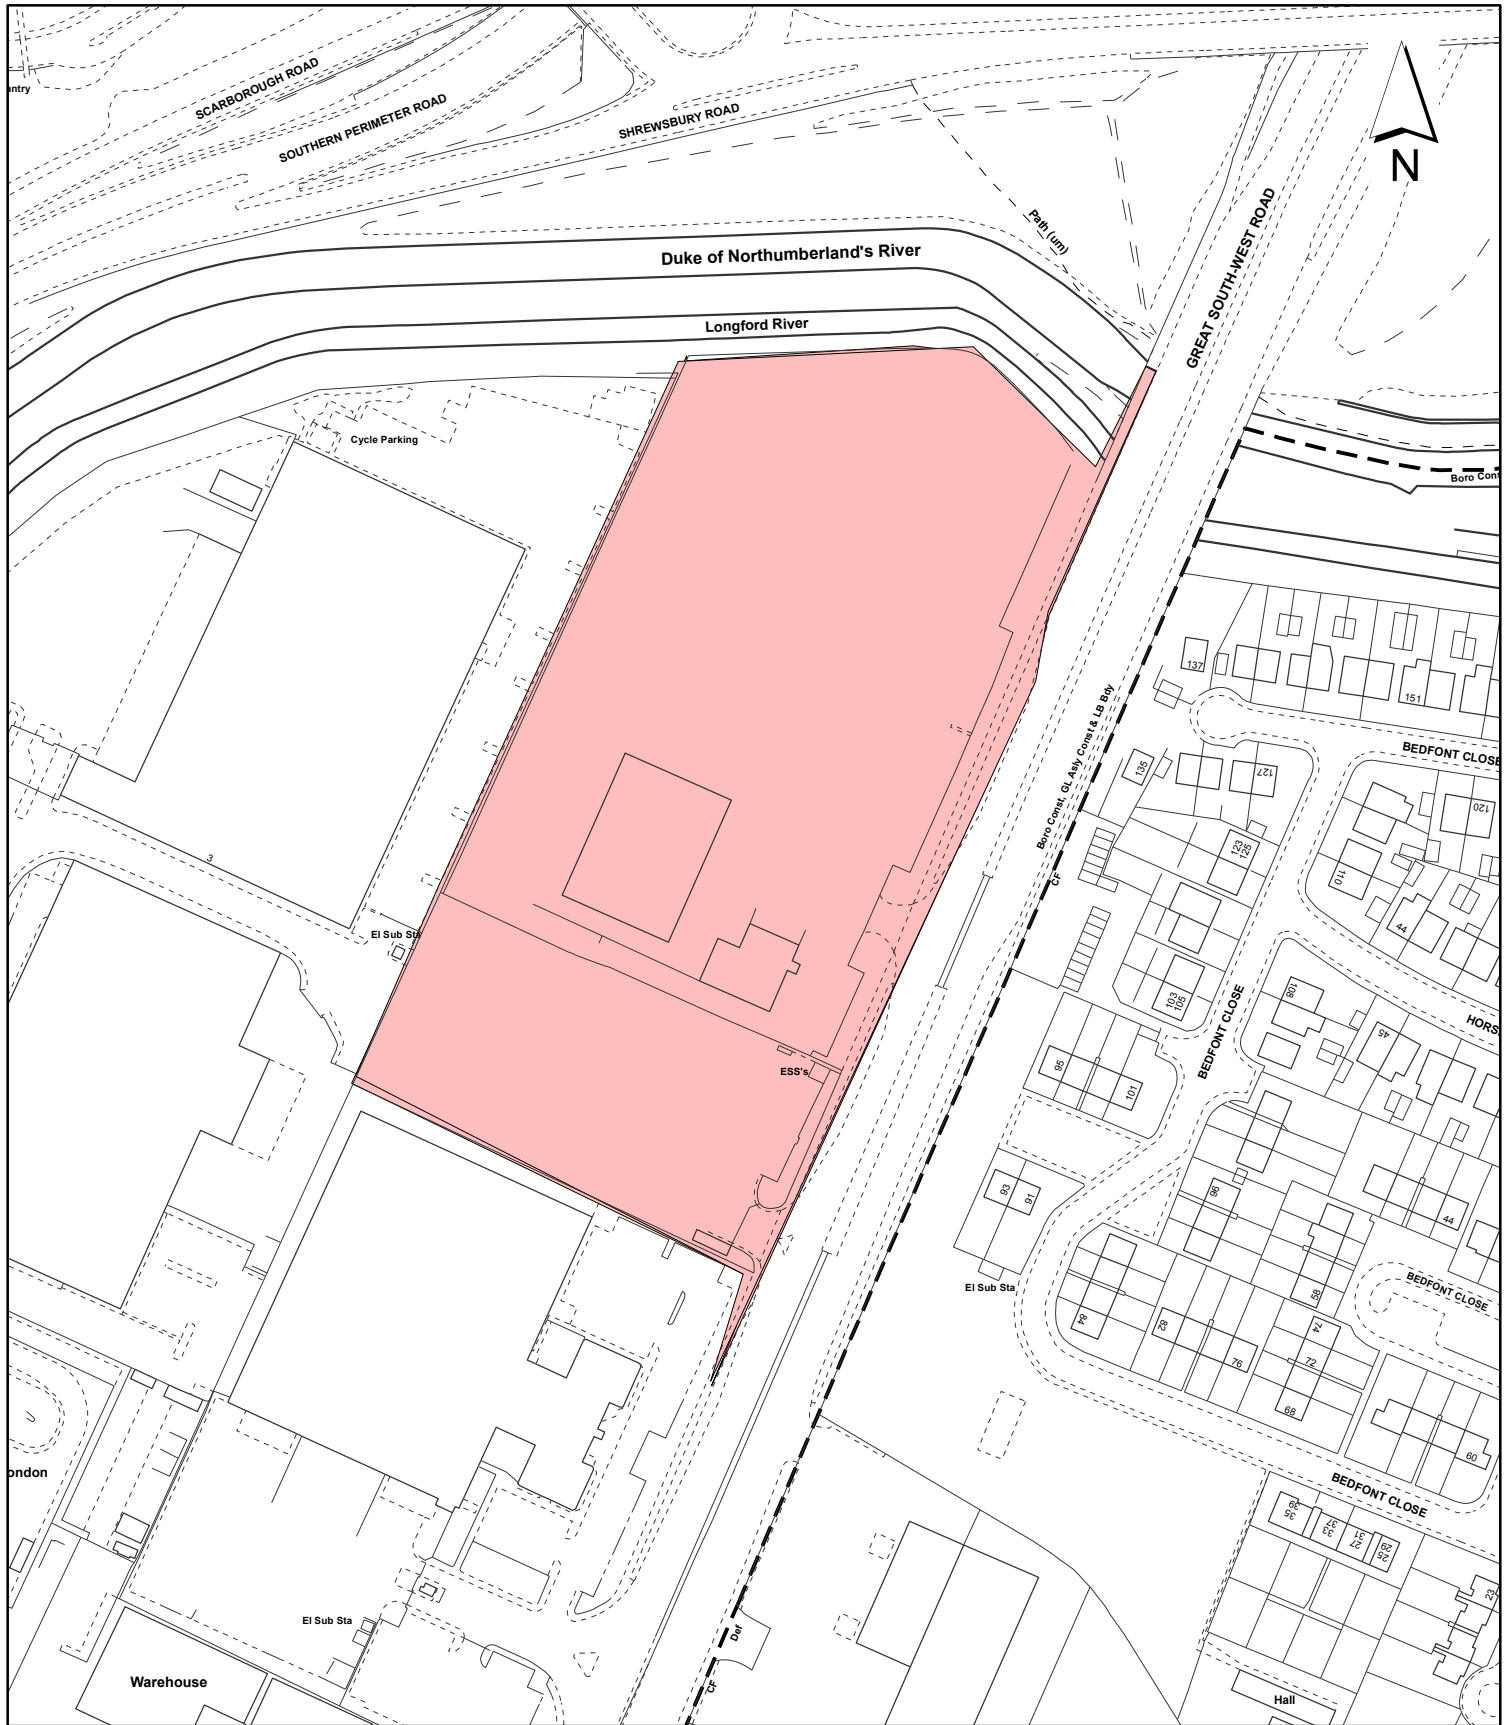 SCARBOROUGH ROAD
SOUTHERN PERIMETER ROAD
SHREWSBURY ROAD
N
Path (um)
GREAT SOUTH-WEST ROAD
Duke of Northumberland's River
Longford River
Cycle Parking
Boro Const
137
151
BEDFONT CLOSE
Boro Const, GL Asly Const & LB Bdy
135
127
120
123
125
110
44
3
CF
El Sub Sta
103
105
108
BEDFONT CLOSE
HORS
45
ESS's
95
101
93
91
96
44
El Sub Sta
84
82
76
58
74
72
68
BEDFONT CLOSE
60
ondon
BEDFONT CLOSE
39
35
33
37
31
27
29
25
23
El Sub Sta
Def
CF
Warehouse
Hall